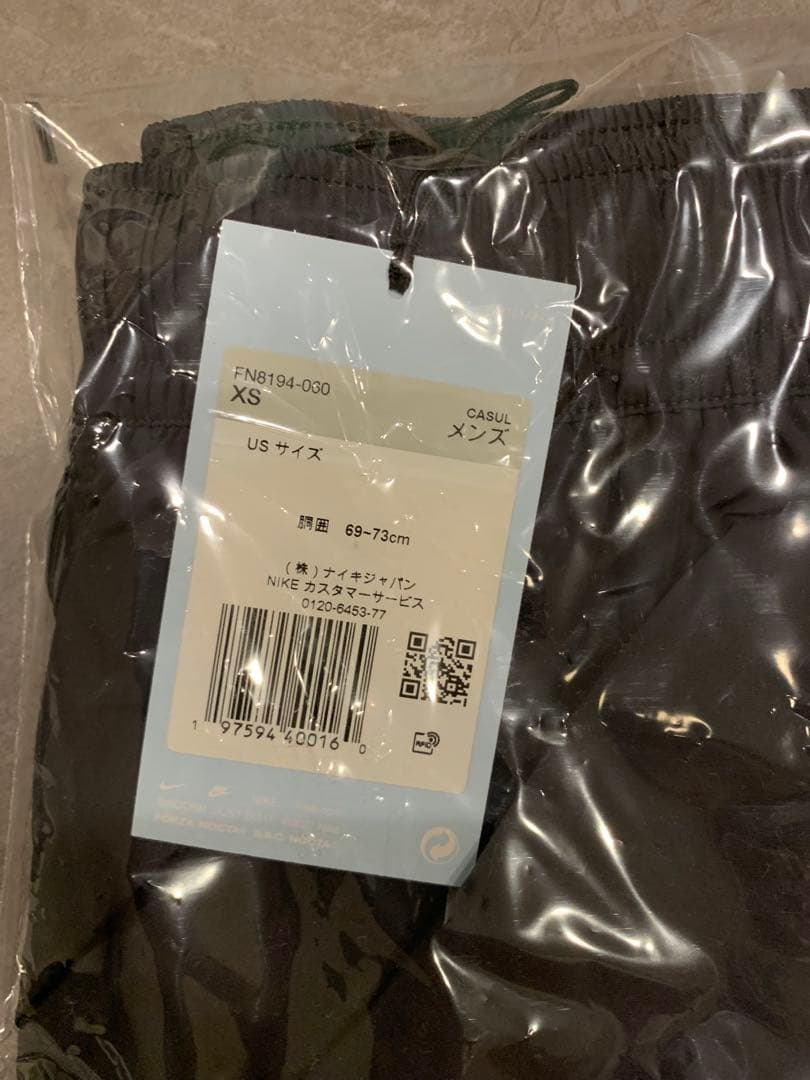 FN8194-060
XS
CASUL
メンズ
US サイズ
胴囲 69~73cm
(株)ナイキジャパン
NIKE カスタマーサービス
0120-6453-77
1 97594 40016 0
RFID